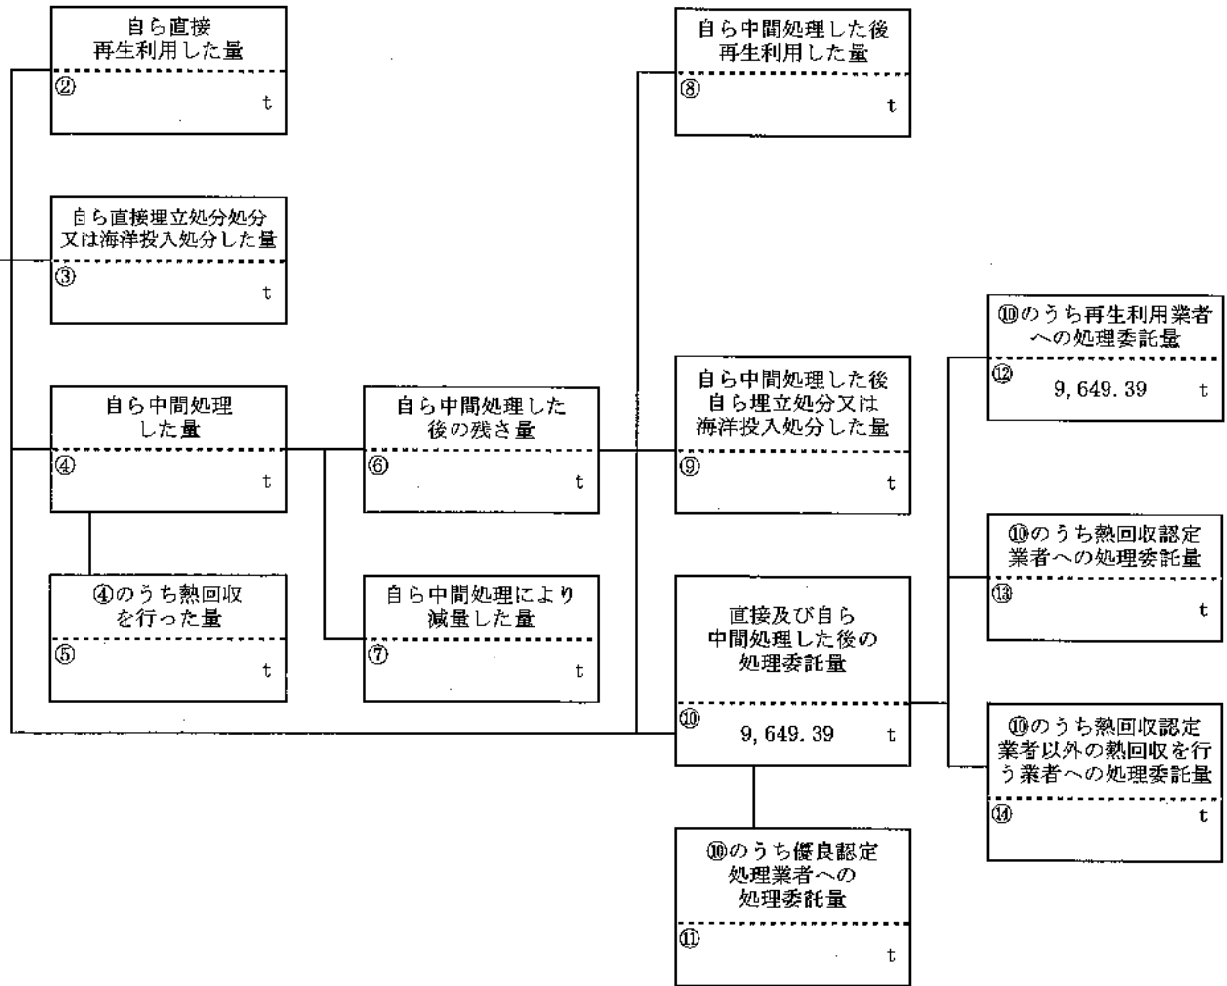 自ら直接
再生利用した量
②
t
自ら中間処理した後
再生利用した量
⑧
t
自ら直接埋立処分処分
又は海洋投入処分した量
③
t
⑩のうち再生利用業者
への処理委託量
⑫
9,649.39 t
自ら中間処理
した量
④
t
自ら中間処理した
後の残さ量
⑥
t
自ら中間処理した後
自ら埋立処分又は
海洋投入処分した量
⑨
t
⑩のうち熱回収認定
業者への処理委託量
⑬
t
④のうち熱回収
を行った量
⑤
t
自ら中間処理により
減量した量
⑦
t
直接及び自ら
中間処理した後の
処理委託量
⑩
9,649.39 t
⑩のうち熱回収認定
業者以外の熱回収を行
う業者への処理委託量
⑭
t
⑩のうち優良認定
処理業者への
処理委託量
⑪
t